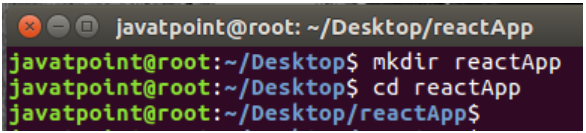 javatpoint@root: ~/Desktop/reactApp
javatpoint@root:~/Desktop$ mkdir reactApp
javatpoint@root:~/Desktop$ cd reactApp
javatpoint@root:~/Desktop/reactApp$